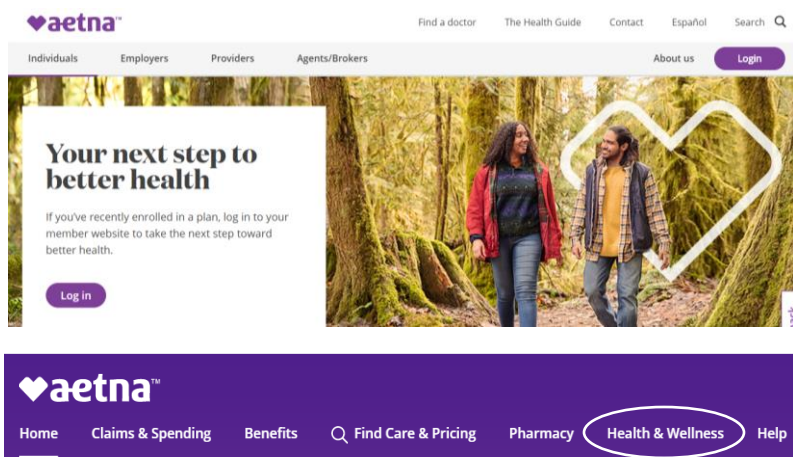 aetna™
Find a doctor The Health Guide Contact Español Search
Individuals Employers Providers Agents/Brokers About us Login
Your next step to
better health
If you've recently enrolled in a plan, log in to your
member website to take the next step toward
better health.
Log in
aetna™
Home Claims & Spending Benefits Find Care & Pricing Pharmacy Health & Wellness Help